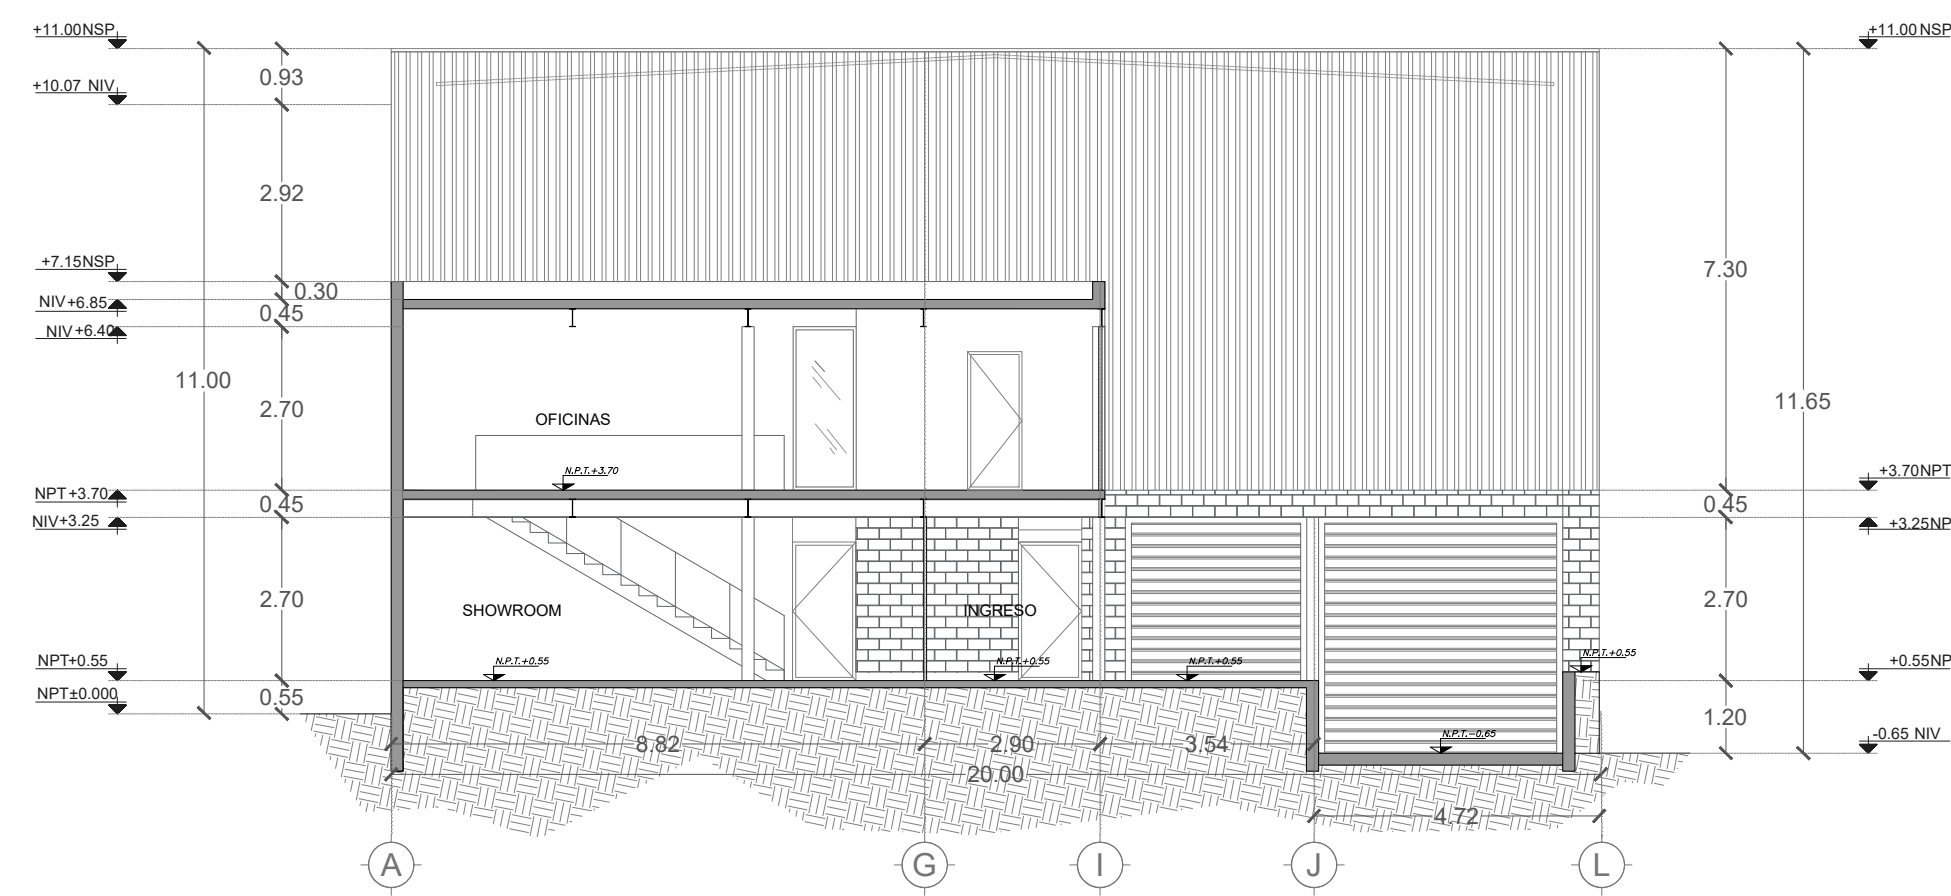 +11.00NSP
+11.00 NSP
0.93
+10.07 NIV
2.92
+7.15NSP
7.30
0.30
NIV+6.85
0.45
NIV+6.40
11.00
2.70
11.65
OFICINAS
N.P.T.+3.70
+3.70NPT
NPT+3.70
0.45
0.45
NIV+3.25
+3.25NP
2.70
2.70
SHOWROOM
INGRESO
NPT+0.55
N.P.T.+0.55
N.P.T.+0.55
N.P.T.+0.55
N.P.T.+0.55
+0.55NP
NPT±0.000
0.55
1.20
8.82
2.90
3.54
N.P.T.-0.65
-0.65 NIV
20.00
4.72
A
G
I
J
L